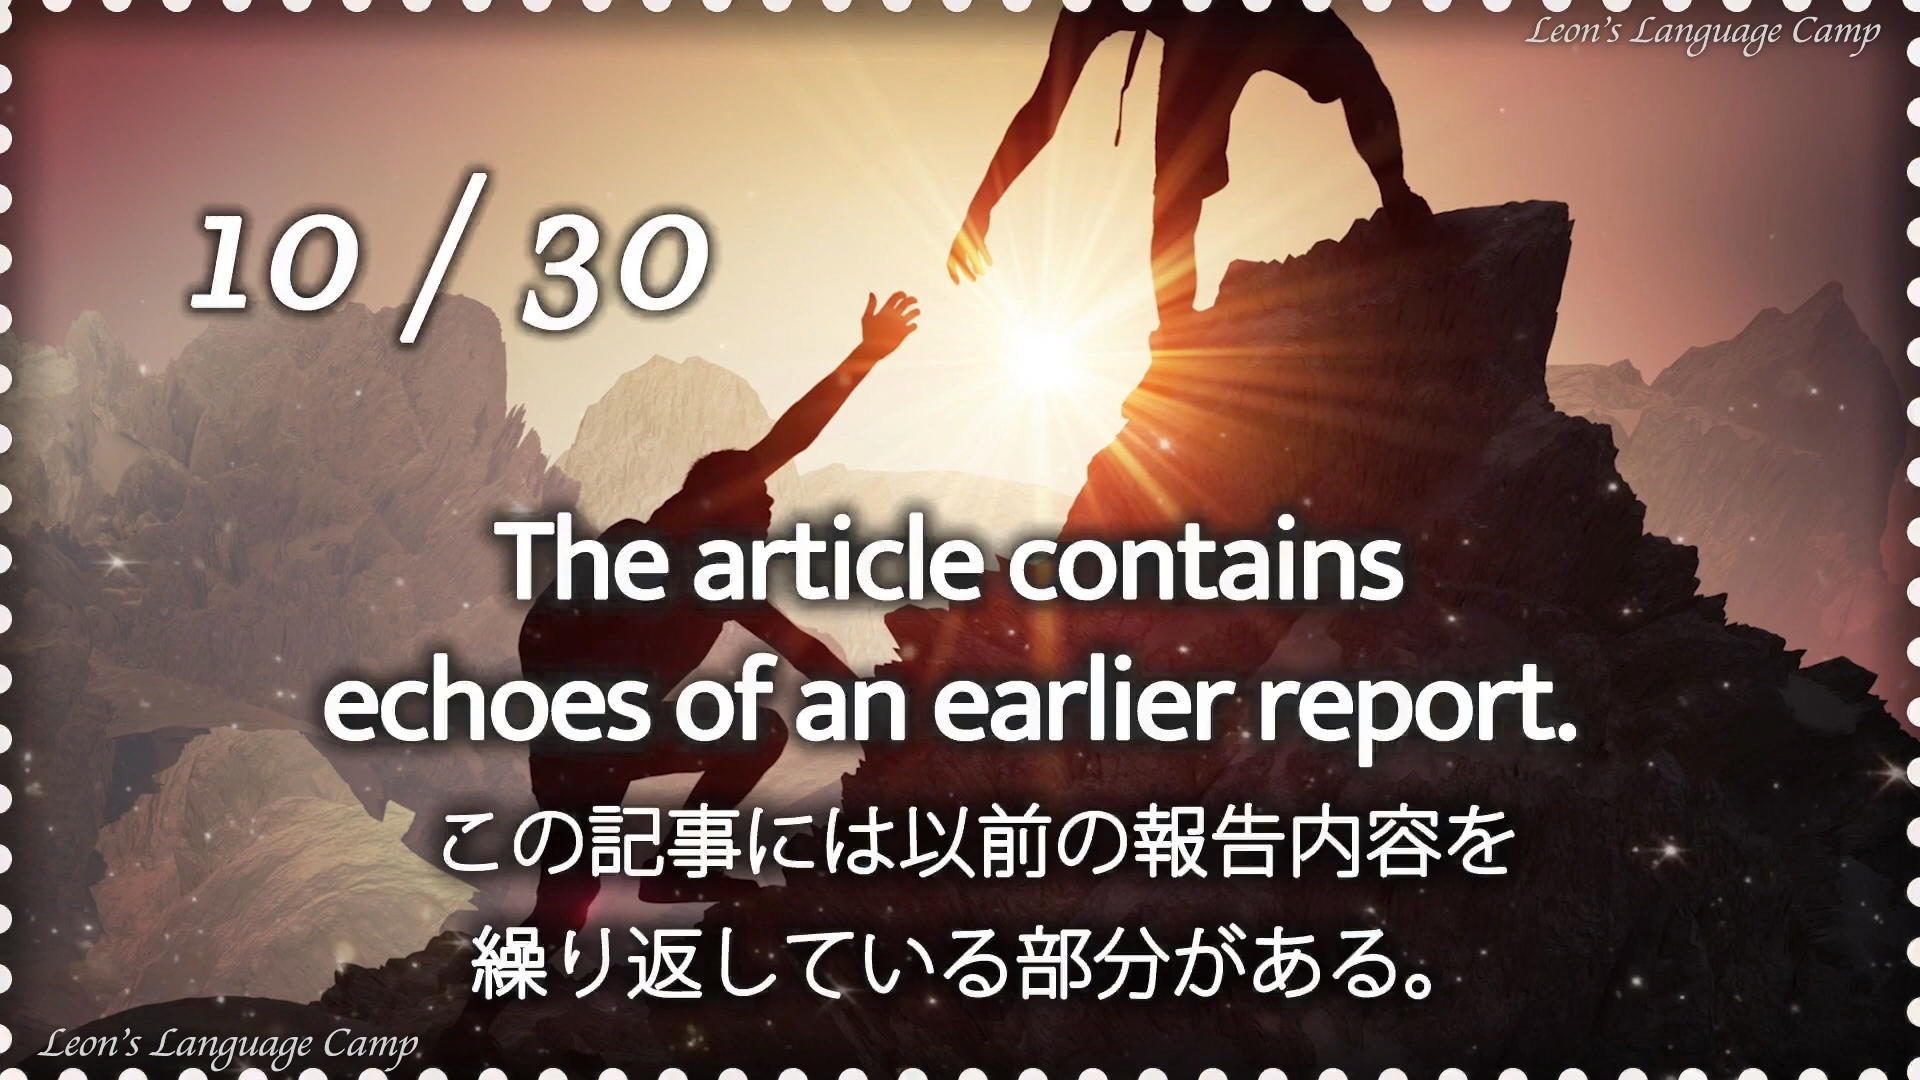 Leon's Language Camp
10 / 30
The article contains
echoes of an earlier report.
この記事には以前の報告内容を
繰り返している部分がある。
Leon's Language Camp